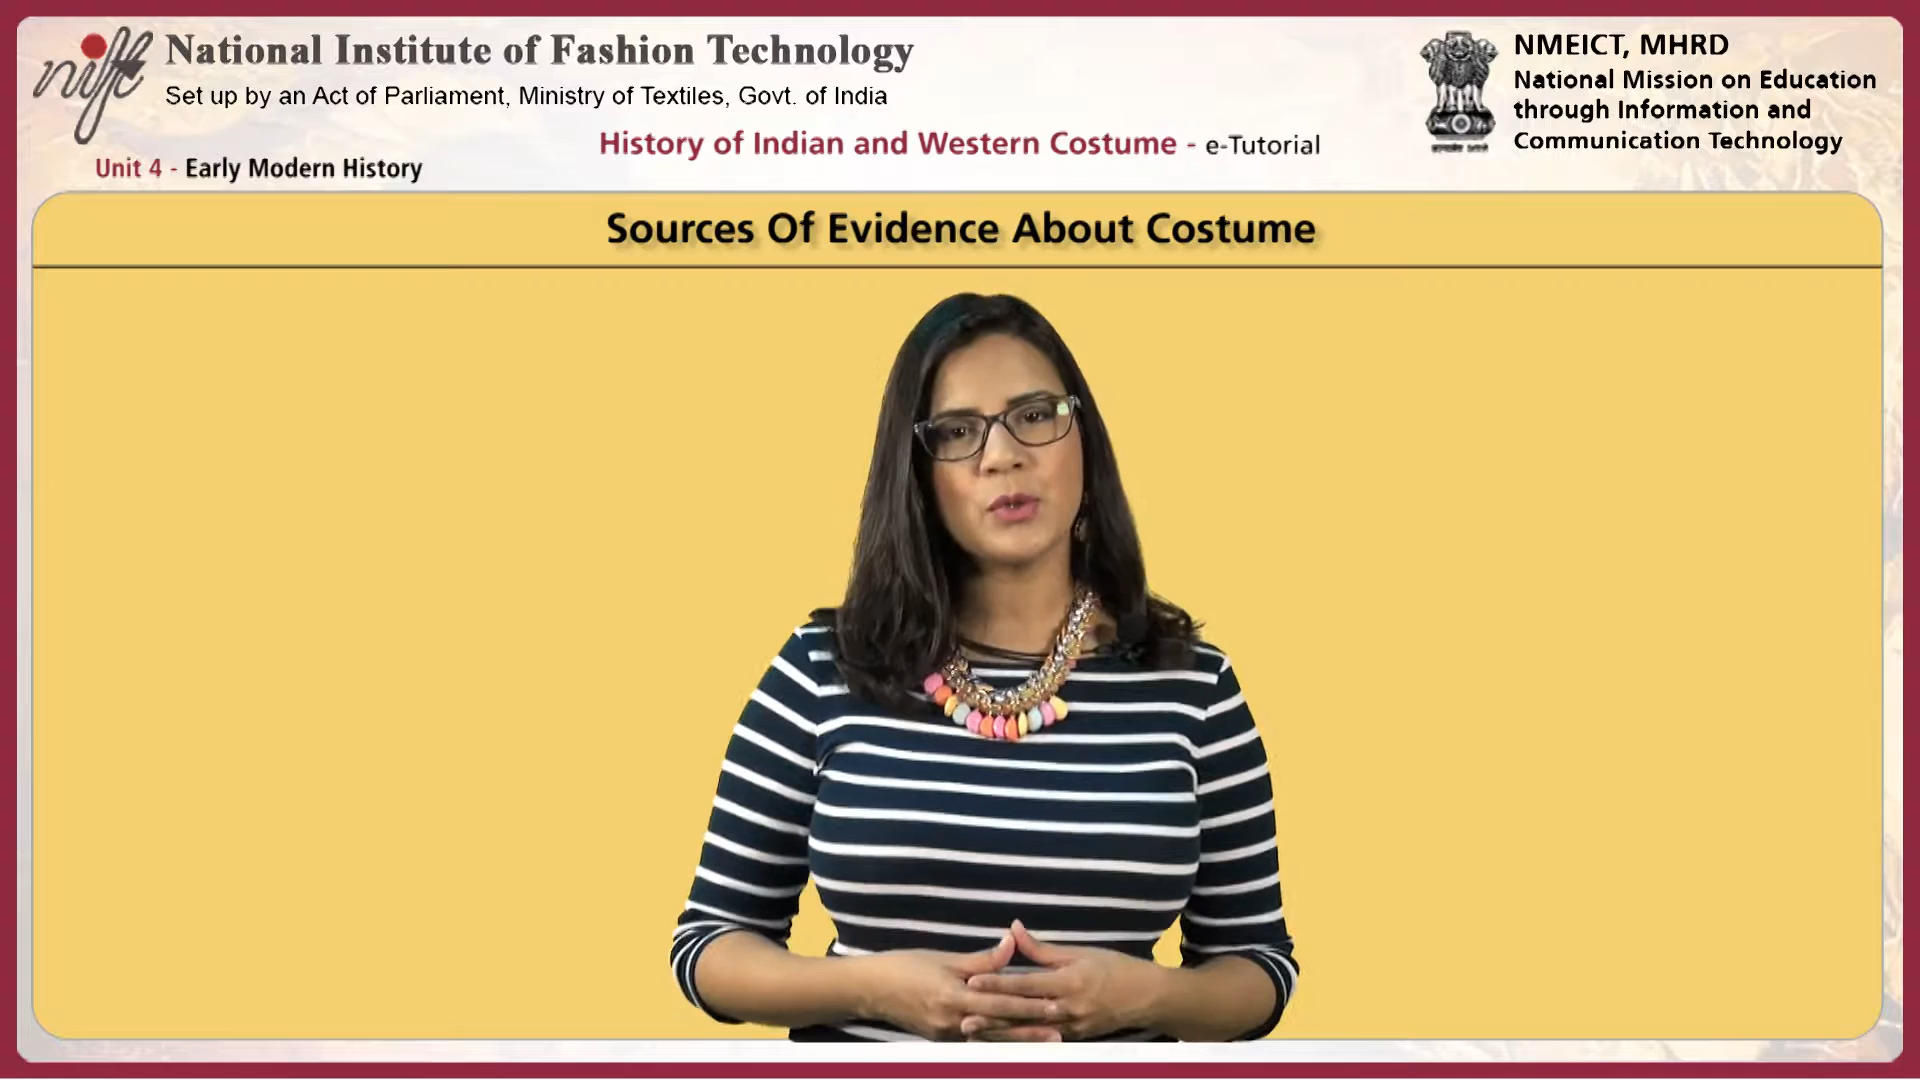 nift
National Institute of Fashion Technology
Set up by an Act of Parliament, Ministry of Textiles, Govt. of India
NMEICT, MHRD
National Mission on Education
through Information and
Communication Technology
History of Indian and Western Costume - e-Tutorial
Unit 4 - Early Modern History
Sources Of Evidence About Costume